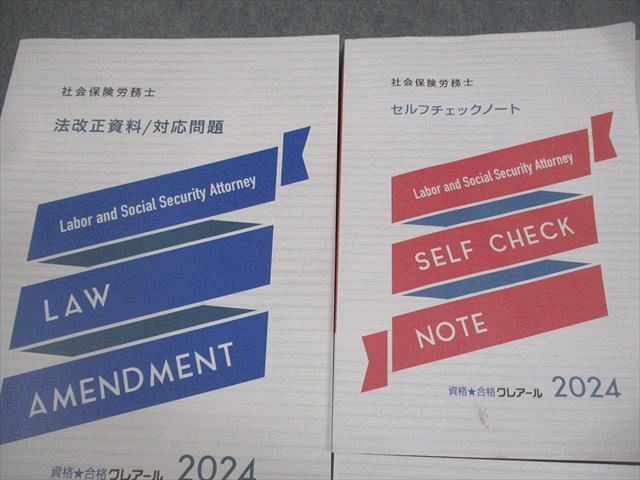 社会保険労務士
法改正資料/対応問題
Labor and Social Security Attorney
LAW
AMENDMENT
資格★合格クレアール 2024
社会保険労務士
セルフチェックノート
Labor and Social Security Attorney
SELF CHECK
NOTE
資格★合格クレアール 2024